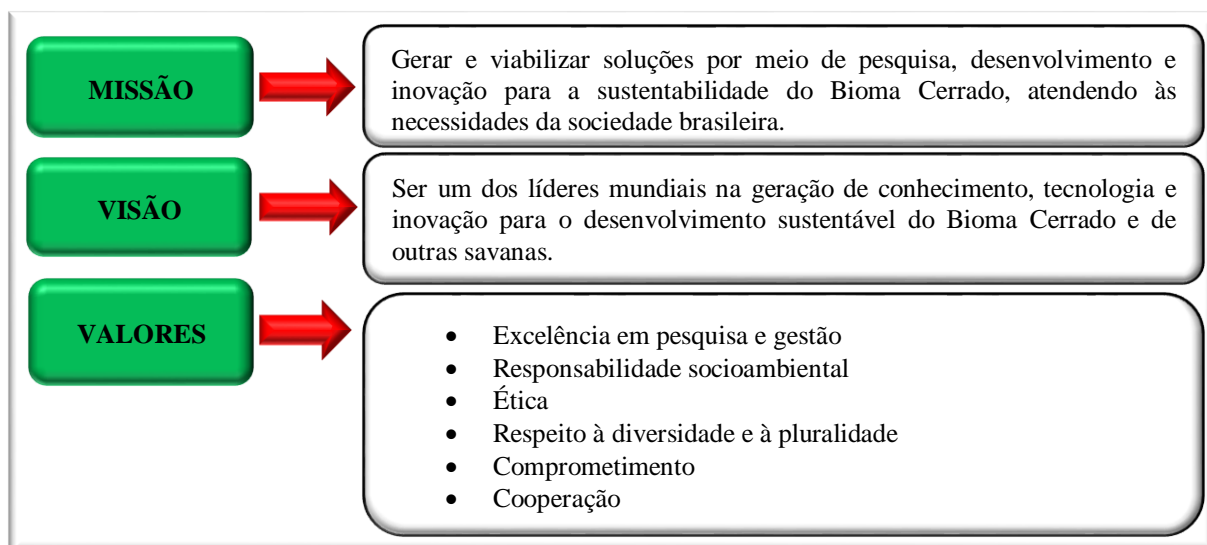 MISSÃO
Gerar e viabilizar soluções por meio de pesquisa, desenvolvimento e
inovação para a sustentabilidade do Bioma Cerrado, atendendo às
necessidades da sociedade brasileira.
VISÃO
Ser um dos líderes mundiais na geração de conhecimento, tecnologia e
inovação para o desenvolvimento sustentável do Bioma Cerrado e de
outras savanas.
VALORES
• Excelência em pesquisa e gestão
• Responsabilidade socioambiental
• Ética
• Respeito à diversidade e à pluralidade
• Comprometimento
• Cooperação